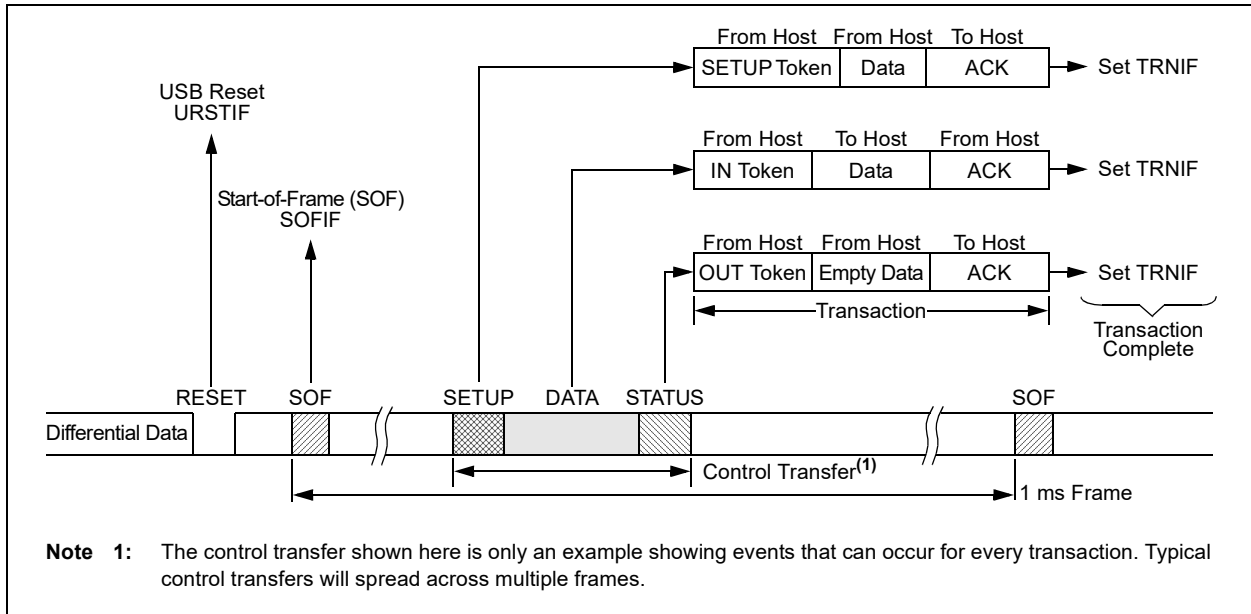 From Host From Host To Host
SETUP Token Data ACK Set TRNIF
USB Reset
URSTIF
From Host To Host From Host
IN Token Data ACK Set TRNIF
Start-of-Frame (SOF)
SOFIF
From Host From Host To Host
OUT Token Empty Data ACK Set TRNIF
Transaction
Transaction
Complete
RESET SOF SETUP DATA STATUS SOF
Differential Data
Control Transfer(1)
1 ms Frame
Note 1: The control transfer shown here is only an example showing events that can occur for every transaction. Typical
control transfers will spread across multiple frames.